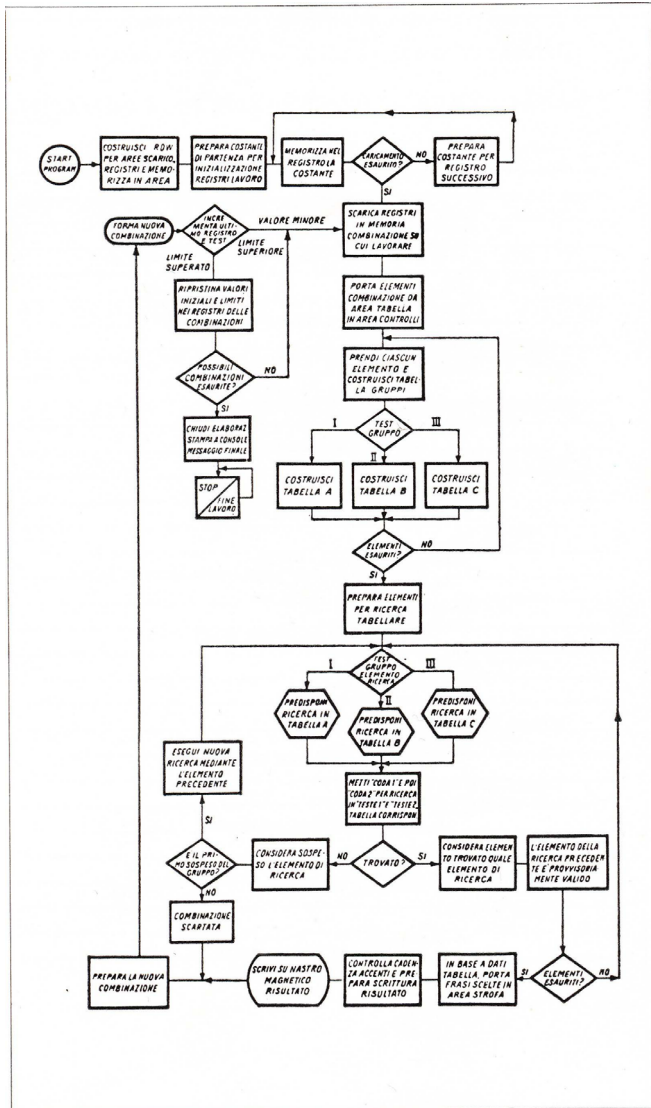 START
PROGRAM
COSTRUISCI RDW
PER AREE SCARICO,
REGISTRI E MEMO-
RIZZA IN AREA
PREPARA COSTANTE
DI PARTENZA PER
INIZIALIZZAZIONE
REGISTRI LAVORO
MEMORIZZA NEL
REGISTRO LA
COSTANTE
CARICAMENTO
ESAURITO?
NO
PREPARA
COSTANTE PER
REGISTRO
SUCCESSIVO
SI
FORMA NUOVA
COMBINAZIONE
INCRE
MENTA ULTI-
MO REGISTRO
E TEST
VALORE MINORE
LIMITE
SUPERIORE
LIMITE
SUPERATO
SCARICA REGISTRI
IN MEMORIA
COMBINAZIONE SU
CUI LAVORARE
RIPRISTINA VALORI
INIZIALI E LIMITI
NEI REGISTRI DELLE
COMBINAZIONI
PORTA ELEMENTI
COMBINAZIONE DA
AREA TABELLA
IN AREA CONTROLLI
POSSIBILI
COMBINAZIONI
ESAURITE?
NO
SI
PRENDI CIASCUN
ELEMENTO E
COSTRUISCI TABEL-
LA GRUPPI
CHIUDI ELABORAZ
STAMPA A CONSOLE
MESSAGGIO FINALE
STOP
FINE
LAVORO
TEST
GRUPPO
I
II
III
COSTRUISCI
TABELLA A
COSTRUISCI
TABELLA B
COSTRUISCI
TABELLA C
ELEMENTI
ESAURITI?
NO
SI
PREPARA ELEMENTI
PER RICERCA
TABELLARE
TEST
GRUPPO
ELEMENTO
RICERCA
I
II
III
PREDISPONI
RICERCA IN
TABELLA A
PREDISPONI
RICERCA IN
TABELLA B
PREDISPONI
RICERCA IN
TABELLA C
ESEGUI NUOVA
RICERCA MEDIANTE
L'ELEMENTO
PRECEDENTE
METTI "CODA 1" E POI
"CODA 2" PER RICERCA
IN "TESTE 1" E "TESTE 2"
TABELLA CORRISPON
SI
E IL PRI-
MO SOSPESO DEL
GRUPPO?
NO
CONSIDERA SOSPE-
SO L'ELEMENTO DI
RICERCA
NO
TROVATO?
SI
CONSIDERA ELEMEN-
TO TROVATO QUALE
ELEMENTO DI
RICERCA
L'ELEMENTO DELLA
RICERCA PRECEDEN-
TE E' PROVVISORIA-
MENTE VALIDO
COMBINAZIONE
SCARTATA
PREPARA LA NUOVA
COMBINAZIONE
SCRIVI SU NASTRO
MAGNETICO
RISULTATO
CONTROLLA CADEN-
ZA ACCENTI E PRE-
PARA SCRITTURA
RISULTATO
IN BASE A DATI
TABELLA, PORTA
FRASI SCELTE IN
AREA STROFA
SI
ELEMENTI
ESAURITI?
NO